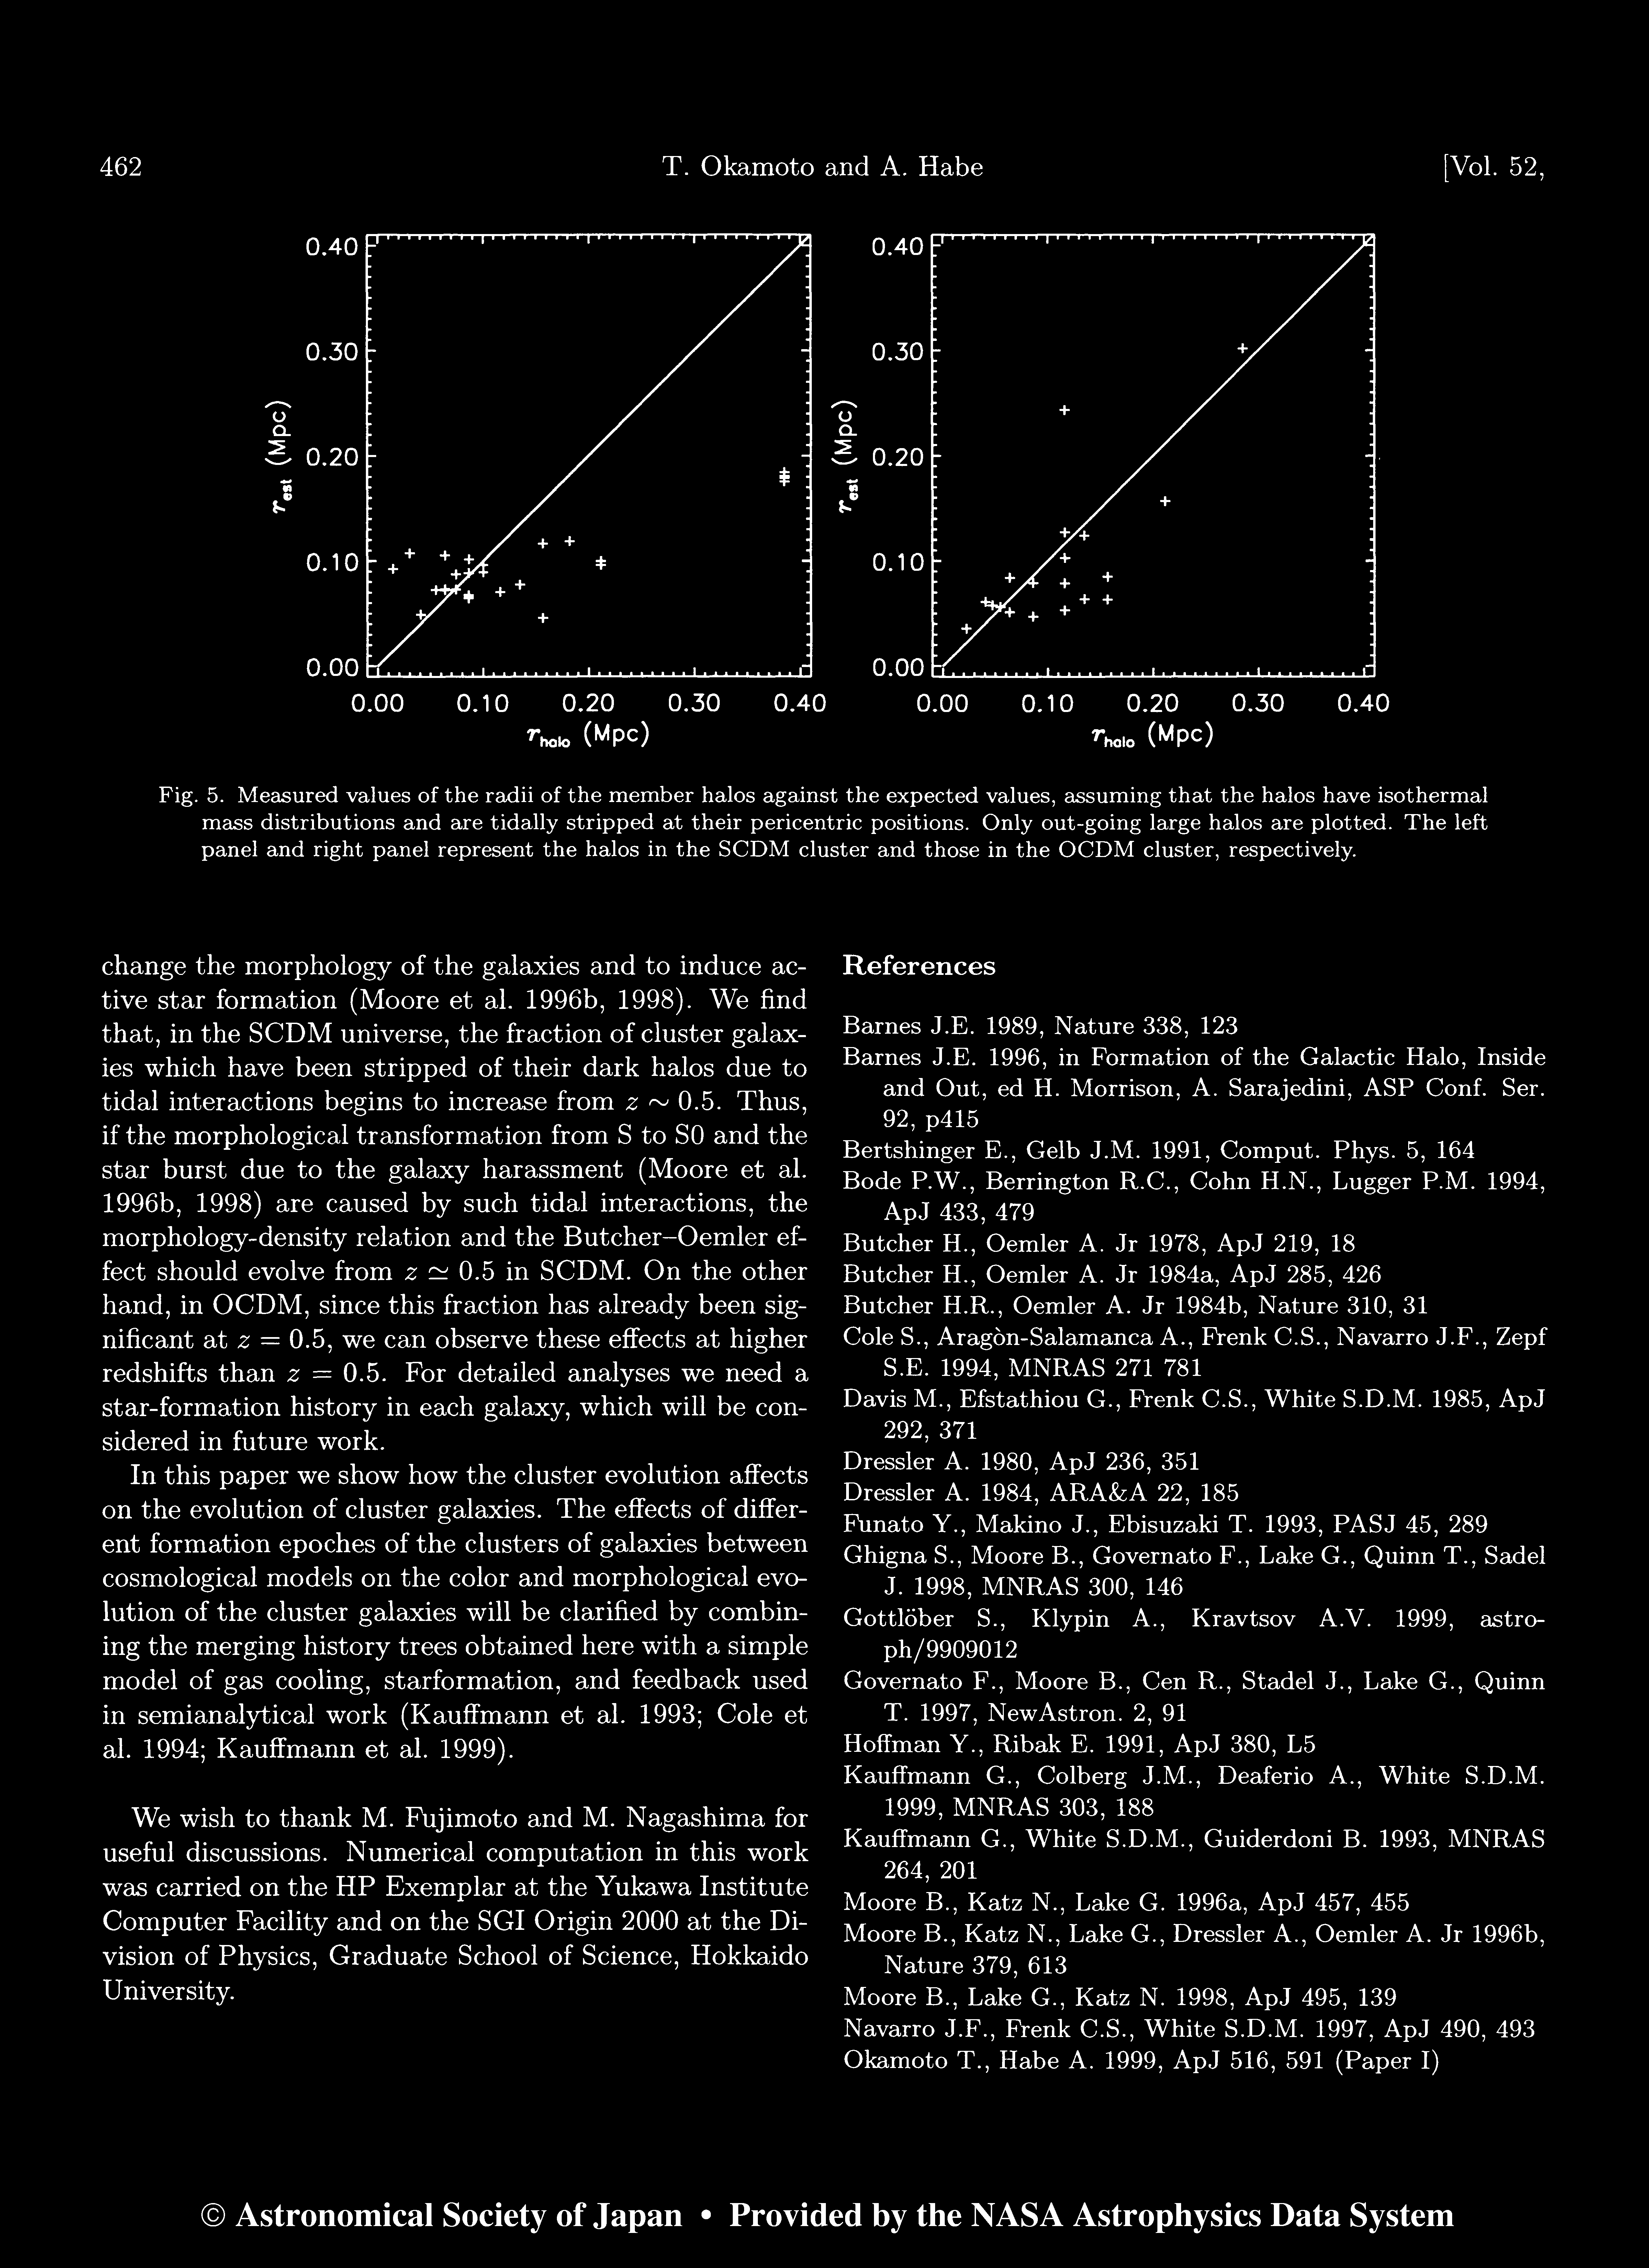 462
T. Okamoto and A. Habe
[Vol. 52,
0.40
0.30
0.20
0.10
0.00
r_est (Mpc)
0.00 0.10 0.20 0.30 0.40
r_halo (Mpc)
0.40
0.30
0.20
0.10
0.00
r_est (Mpc)
0.00 0.10 0.20 0.30 0.40
r_halo (Mpc)
Fig. 5. Measured values of the radii of the member halos against the expected values, assuming that the halos have isothermal
mass distributions and are tidally stripped at their pericentric positions. Only out-going large halos are plotted. The left
panel and right panel represent the halos in the SCDM cluster and those in the OCDM cluster, respectively.
change the morphology of the galaxies and to induce ac-
tive star formation (Moore et al. 1996b, 1998). We find
that, in the SCDM universe, the fraction of cluster galax-
ies which have been stripped of their dark halos due to
tidal interactions begins to increase from z ∼ 0.5. Thus,
if the morphological transformation from S to S0 and the
star burst due to the galaxy harassment (Moore et al.
1996b, 1998) are caused by such tidal interactions, the
morphology-density relation and the Butcher–Oemler ef-
fect should evolve from z ≃ 0.5 in SCDM. On the other
hand, in OCDM, since this fraction has already been sig-
nificant at z = 0.5, we can observe these effects at higher
redshifts than z = 0.5. For detailed analyses we need a
star-formation history in each galaxy, which will be con-
sidered in future work.
In this paper we show how the cluster evolution affects
on the evolution of cluster galaxies. The effects of differ-
ent formation epoches of the clusters of galaxies between
cosmological models on the color and morphological evo-
lution of the cluster galaxies will be clarified by combin-
ing the merging history trees obtained here with a simple
model of gas cooling, starformation, and feedback used
in semianalytical work (Kauffmann et al. 1993; Cole et
al. 1994; Kauffmann et al. 1999).
We wish to thank M. Fujimoto and M. Nagashima for
useful discussions. Numerical computation in this work
was carried on the HP Exemplar at the Yukawa Institute
Computer Facility and on the SGI Origin 2000 at the Di-
vision of Physics, Graduate School of Science, Hokkaido
University.
References
Barnes J.E. 1989, Nature 338, 123
Barnes J.E. 1996, in Formation of the Galactic Halo, Inside
and Out, ed H. Morrison, A. Sarajedini, ASP Conf. Ser.
92, p415
Bertshinger E., Gelb J.M. 1991, Comput. Phys. 5, 164
Bode P.W., Berrington R.C., Cohn H.N., Lugger P.M. 1994,
ApJ 433, 479
Butcher H., Oemler A. Jr 1978, ApJ 219, 18
Butcher H., Oemler A. Jr 1984a, ApJ 285, 426
Butcher H.R., Oemler A. Jr 1984b, Nature 310, 31
Cole S., Aragòn-Salamanca A., Frenk C.S., Navarro J.F., Zepf
S.E. 1994, MNRAS 271 781
Davis M., Efstathiou G., Frenk C.S., White S.D.M. 1985, ApJ
292, 371
Dressler A. 1980, ApJ 236, 351
Dressler A. 1984, ARA&A 22, 185
Funato Y., Makino J., Ebisuzaki T. 1993, PASJ 45, 289
Ghigna S., Moore B., Governato F., Lake G., Quinn T., Sadel
J. 1998, MNRAS 300, 146
Gottlöber S., Klypin A., Kravtsov A.V. 1999, astro-
ph/9909012
Governato F., Moore B., Cen R., Stadel J., Lake G., Quinn
T. 1997, NewAstron. 2, 91
Hoffman Y., Ribak E. 1991, ApJ 380, L5
Kauffmann G., Colberg J.M., Deaferio A., White S.D.M.
1999, MNRAS 303, 188
Kauffmann G., White S.D.M., Guiderdoni B. 1993, MNRAS
264, 201
Moore B., Katz N., Lake G. 1996a, ApJ 457, 455
Moore B., Katz N., Lake G., Dressler A., Oemler A. Jr 1996b,
Nature 379, 613
Moore B., Lake G., Katz N. 1998, ApJ 495, 139
Navarro J.F., Frenk C.S., White S.D.M. 1997, ApJ 490, 493
Okamoto T., Habe A. 1999, ApJ 516, 591 (Paper I)
© Astronomical Society of Japan • Provided by the NASA Astrophysics Data System